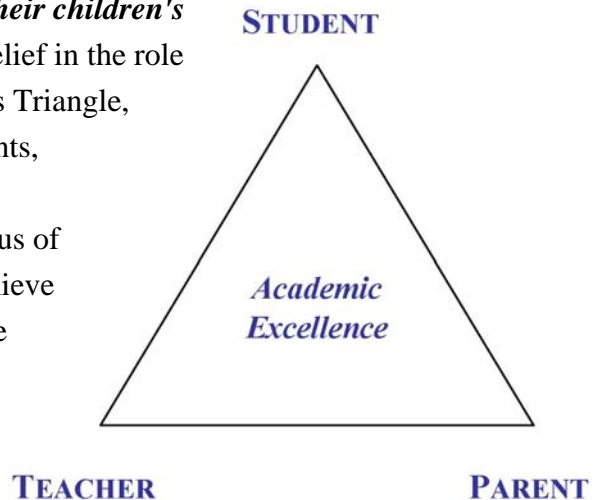 heir children's
STUDENT
elief in the role
s Triangle,
nts,
us of
ieve
e
Academic
Excellence
TEACHER
PARENT